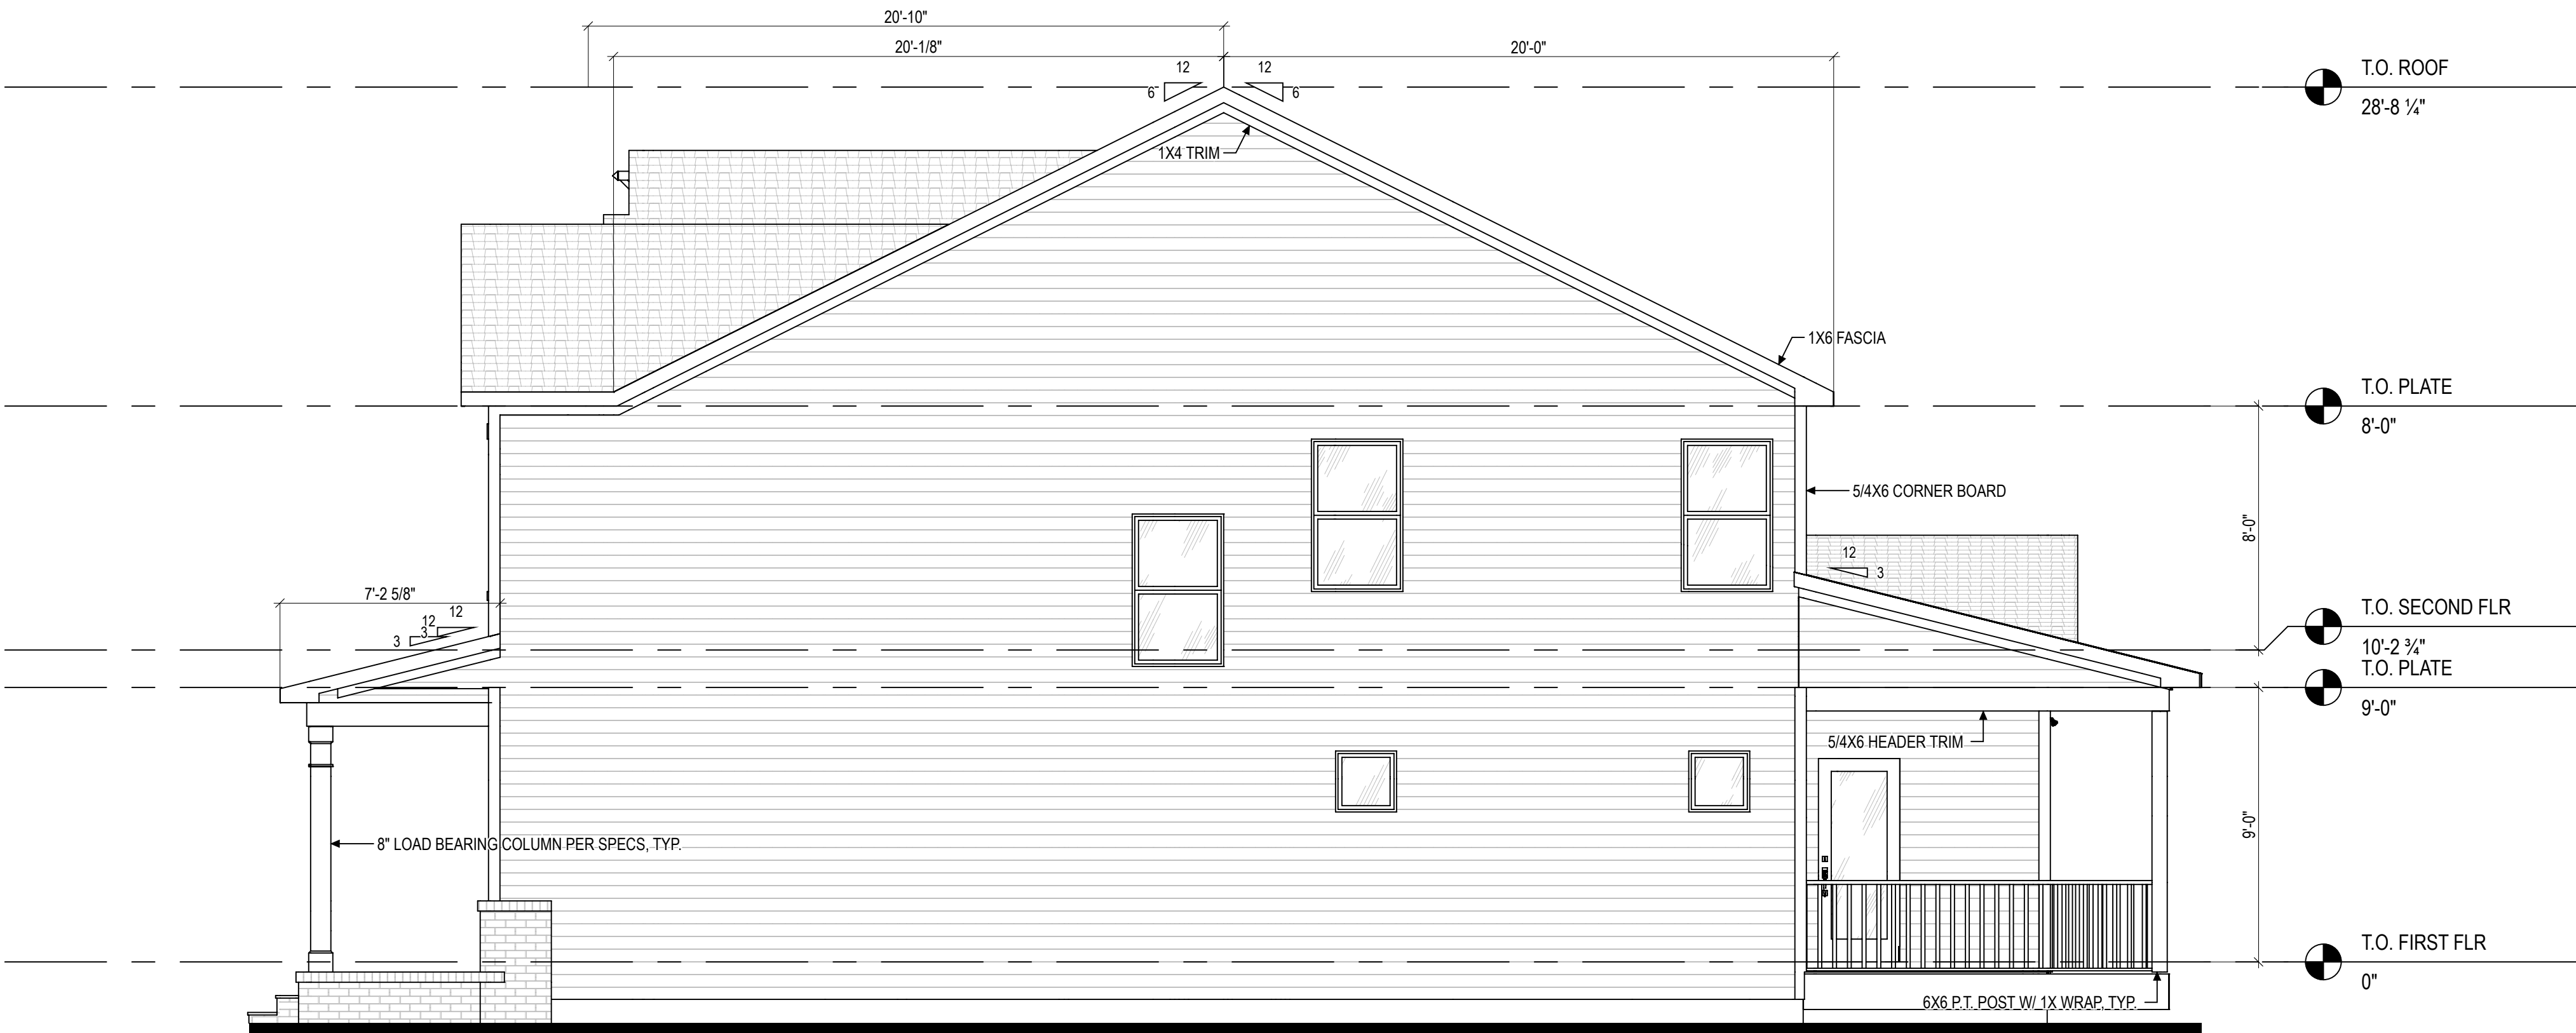 20'-10"
20'-1/8"
20'-0"
12
12
6
6
T.O. ROOF
28'-8 ¼"
1X4 TRIM
1X6 FASCIA
T.O. PLATE
8'-0"
5/4X6 CORNER BOARD
8'-0"
12
3
7'-2 5/8"
12
12
3
3
T.O. SECOND FLR
10'-2 ¾"
T.O. PLATE
9'-0"
5/4X6 HEADER TRIM
9'-0"
8" LOAD BEARING COLUMN PER SPECS, TYP.
T.O. FIRST FLR
0"
6X6 P.T. POST W/ 1X WRAP, TYP.